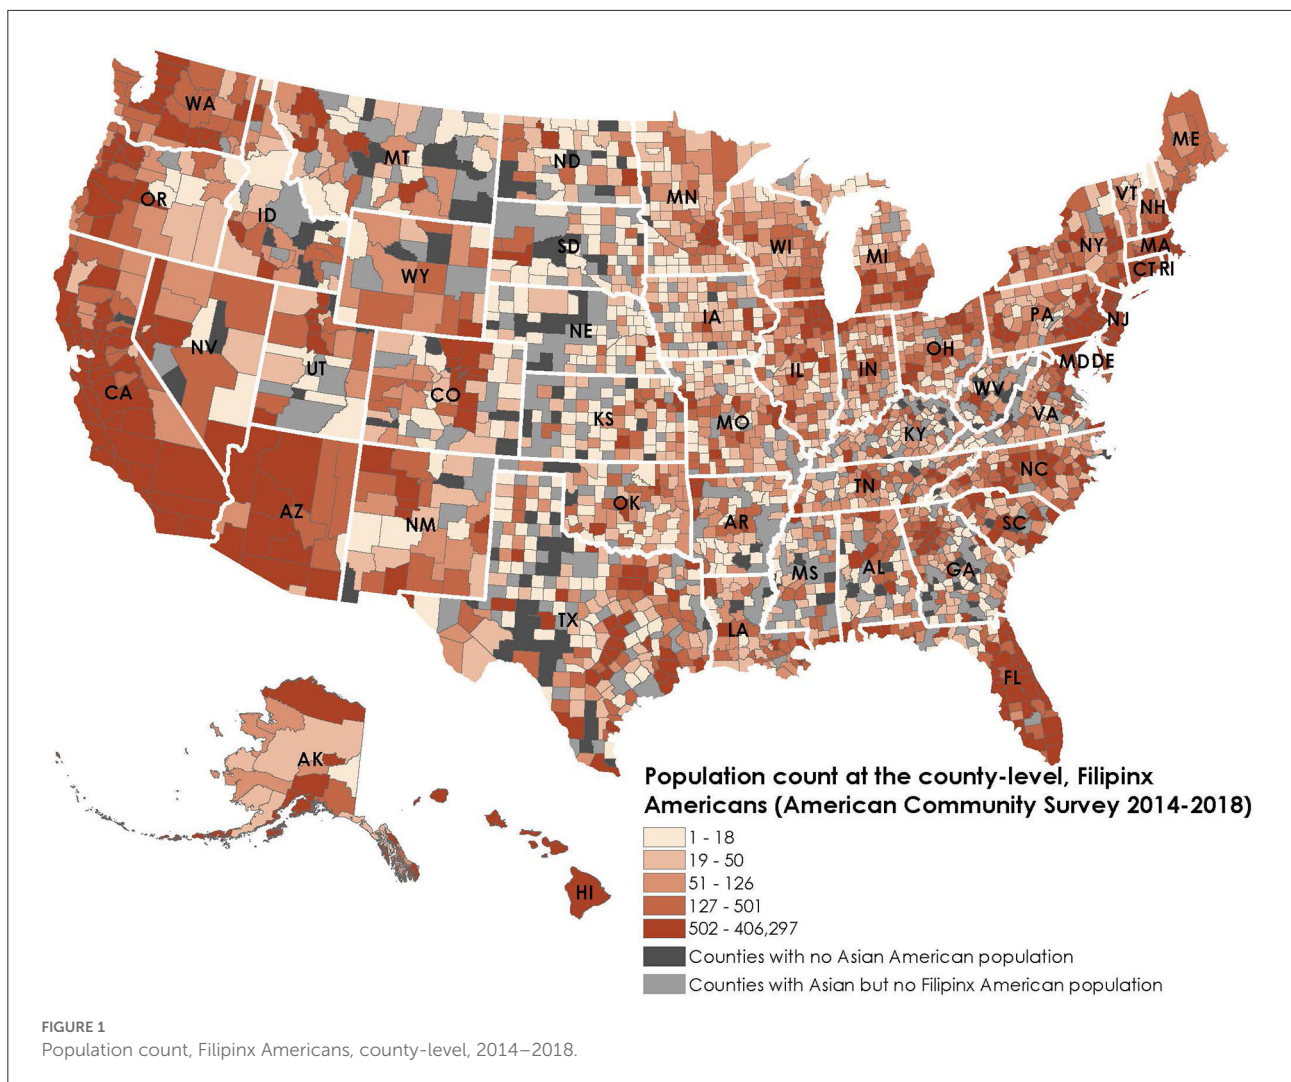 WA
MT
ND
MN
ME
VT
NH
OR
ID
SD
WI
MI
NY
MA
WY
CT RI
IA
PA
NE
NJ
NV
OH
UT
IL
IN
MD DE
CA
CO
WV
KS
MO
VA
KY
NC
TN
AZ
OK
NM
AR
SC
MS
AL
GA
TX
LA
FL
AK
HI
Population count at the county-level, Filipinx
Americans (American Community Survey 2014-2018)
1 - 18
19 - 50
51 - 126
127 - 501
502 - 406,297
Counties with no Asian American population
Counties with Asian but no Filipinx American population
FIGURE 1
Population count, Filipinx Americans, county-level, 2014–2018.